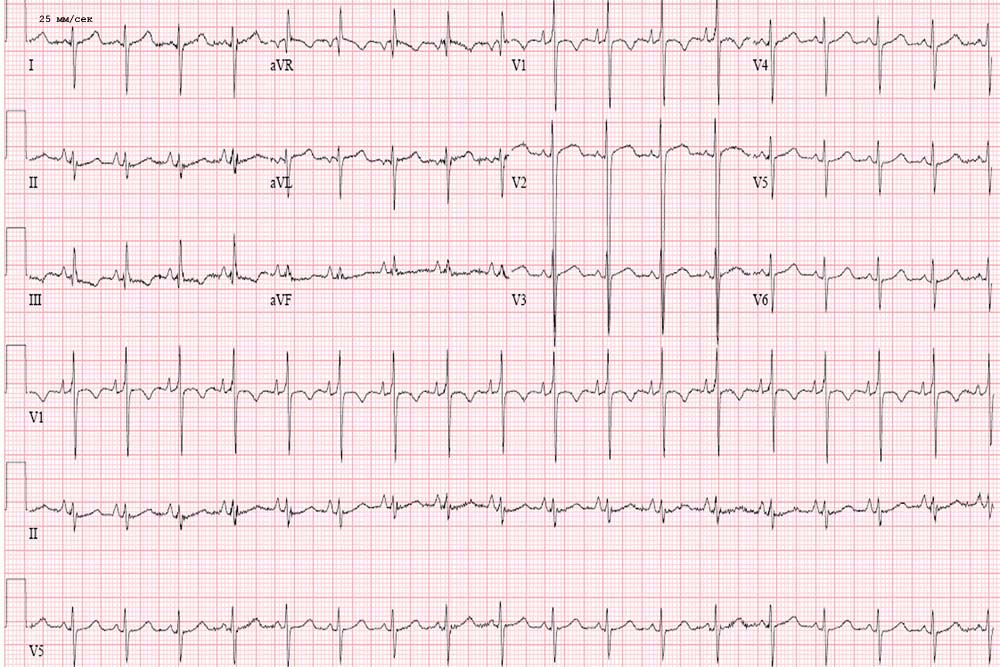 25 мм/сек
I aVR V1 V4
II aVL V2 V5
III aVF V3 V6
V1
II
V5